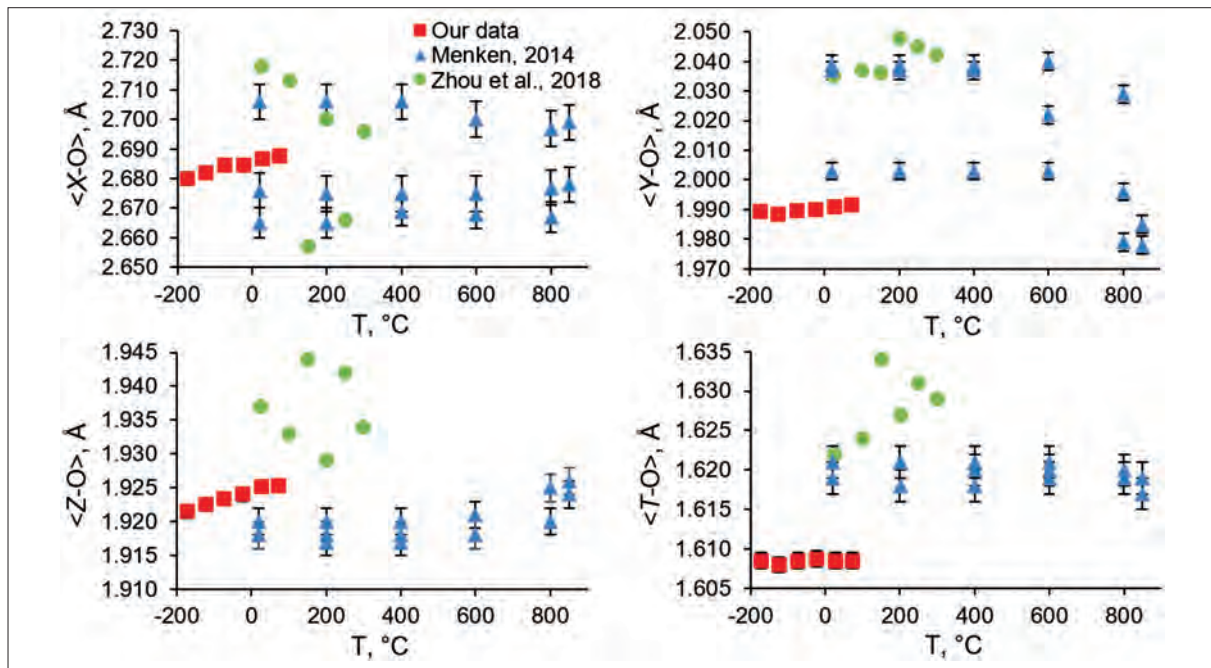 2.730
2.720
2.710
2.700
2.690
2.680
2.670
2.660
2.650
<X-O>, Å
-200 0 200 400 600 800
T, °C
Our data
Menken, 2014
Zhou et al., 2018
2.050
2.040
2.030
2.020
2.010
2.000
1.990
1.980
1.970
<Y-O>, Å
-200 0 200 400 600 800
T, °C
1.945
1.940
1.935
1.930
1.925
1.920
1.915
1.910
<Z-O>, Å
-200 0 200 400 600 800
T, °C
1.635
1.630
1.625
1.620
1.615
1.610
1.605
<T-O>, Å
-200 0 200 400 600 800
T, °C